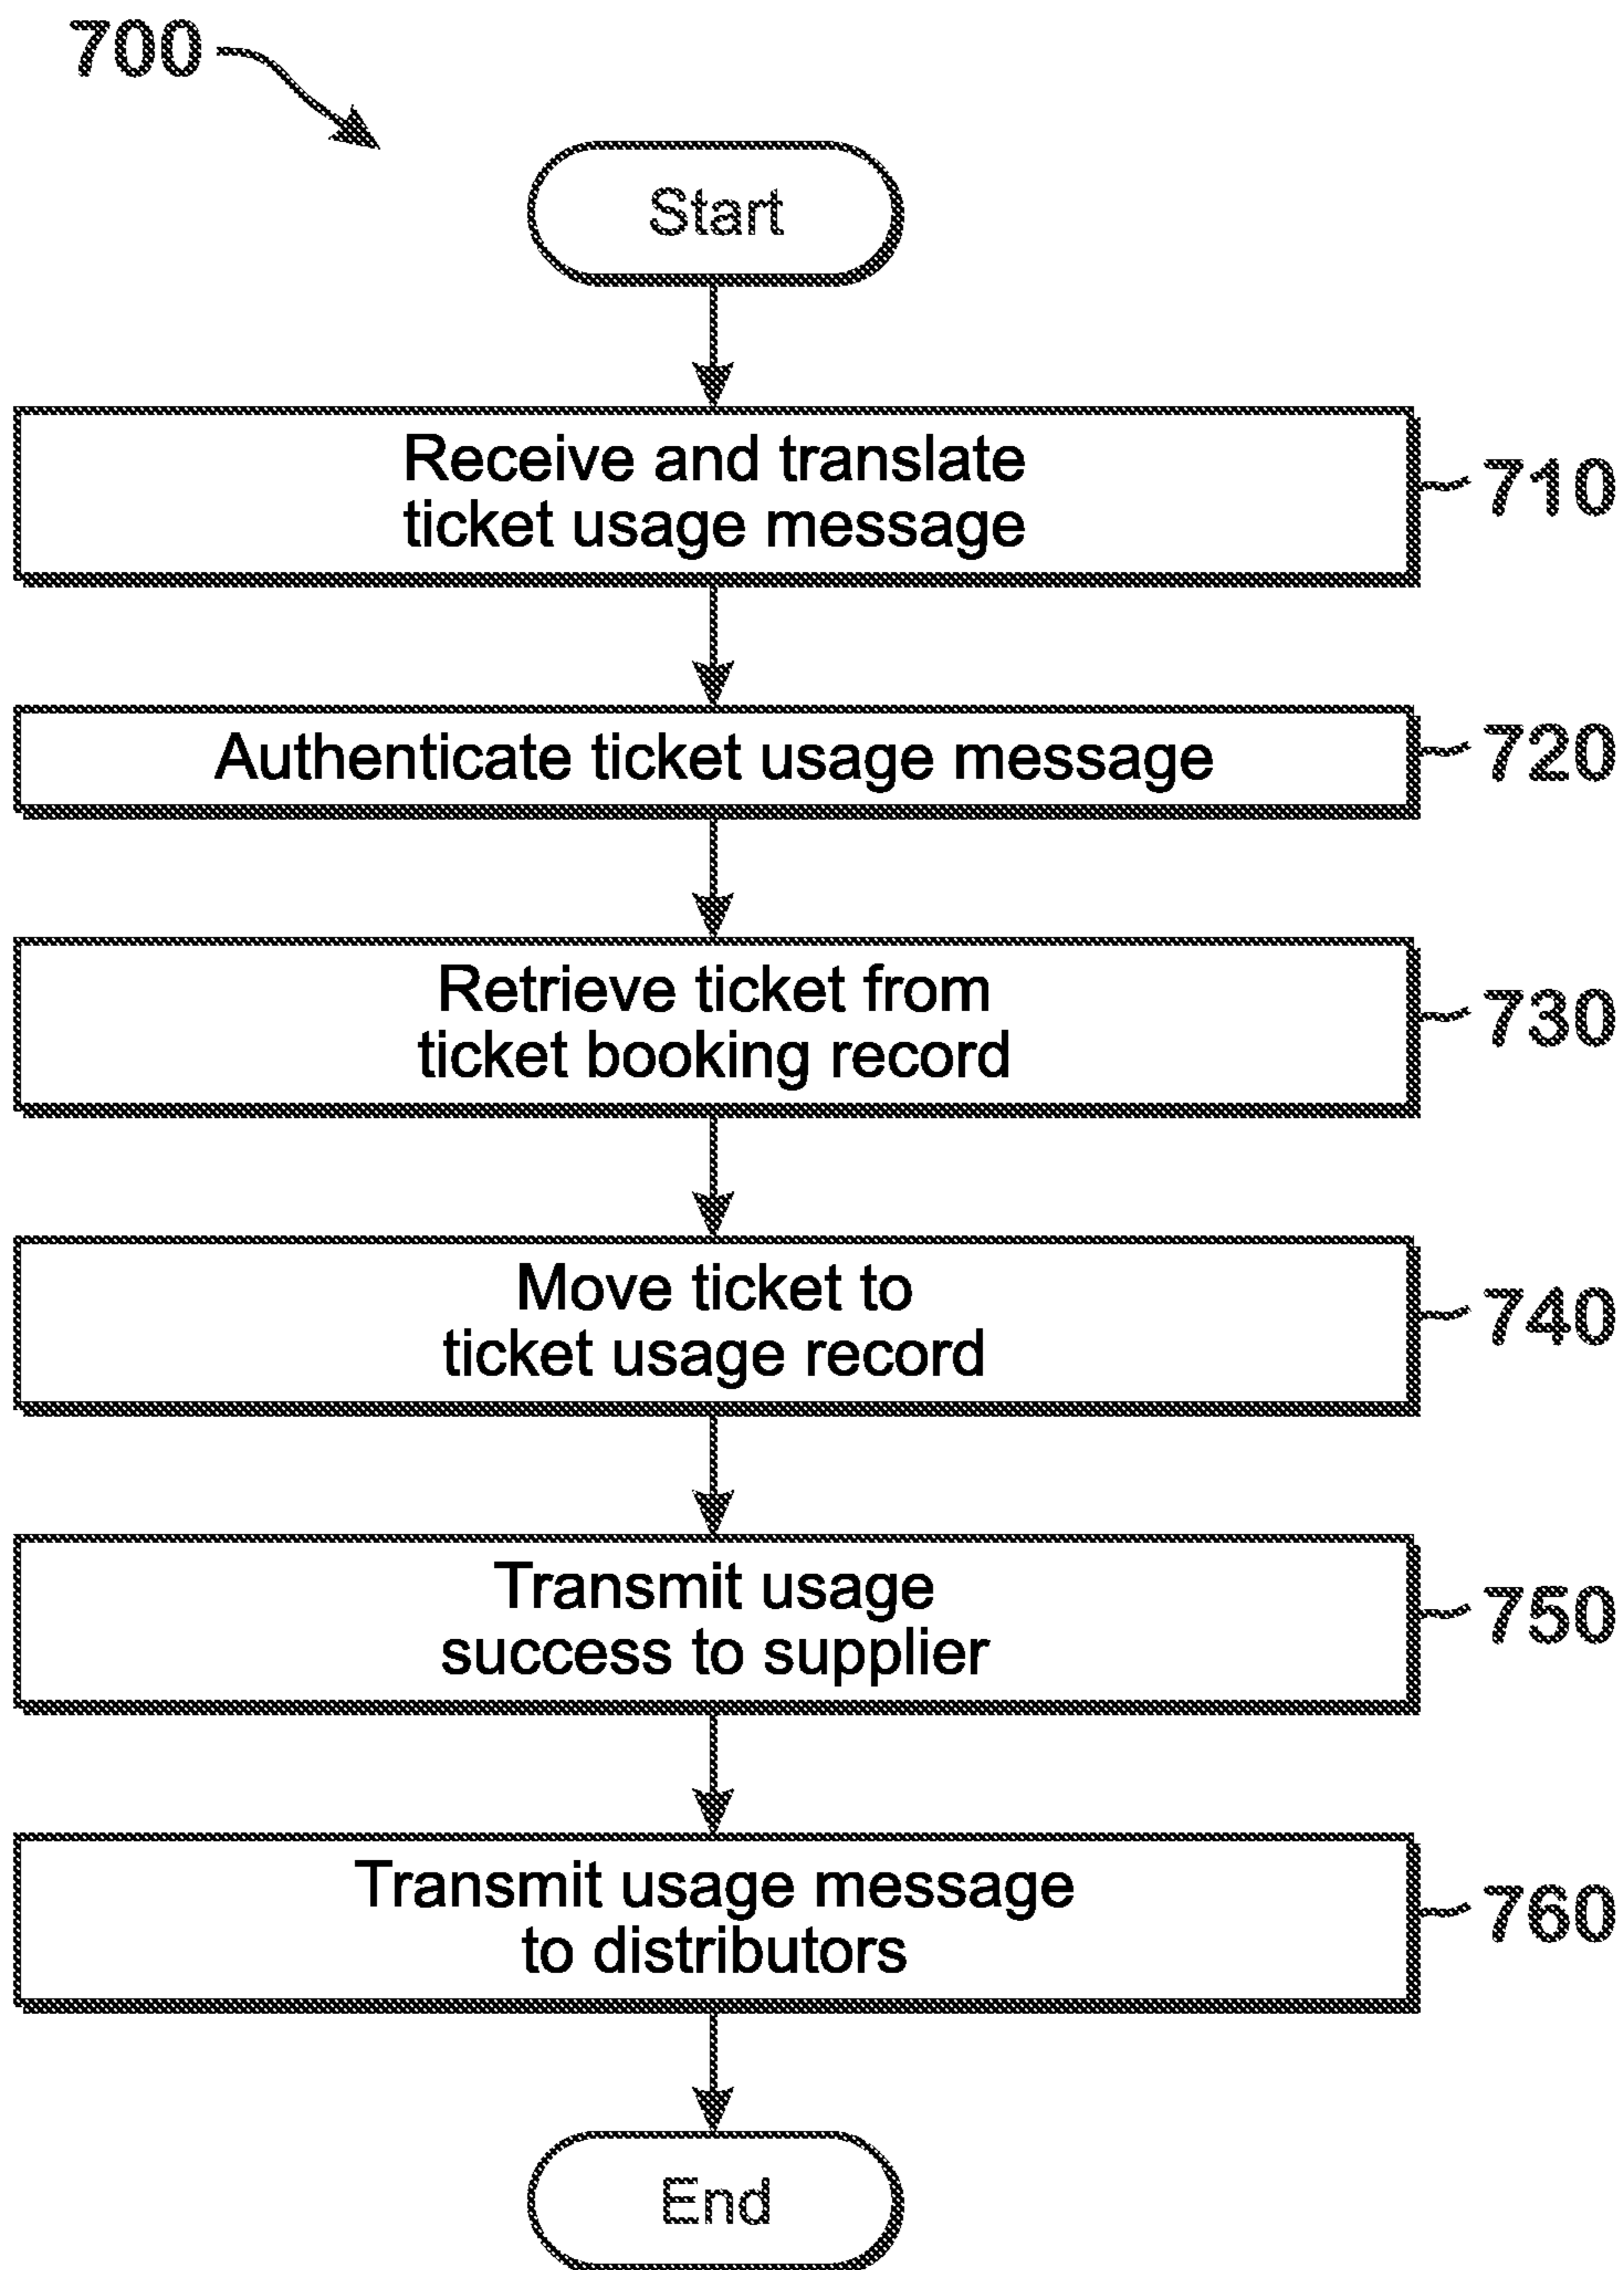 700
Start
Receive and translate
ticket usage message
710
Authenticate ticket usage message
720
Retrieve ticket from
ticket booking record
730
Move ticket to
ticket usage record
740
Transmit usage
success to supplier
750
Transmit usage message
to distributors
760
End